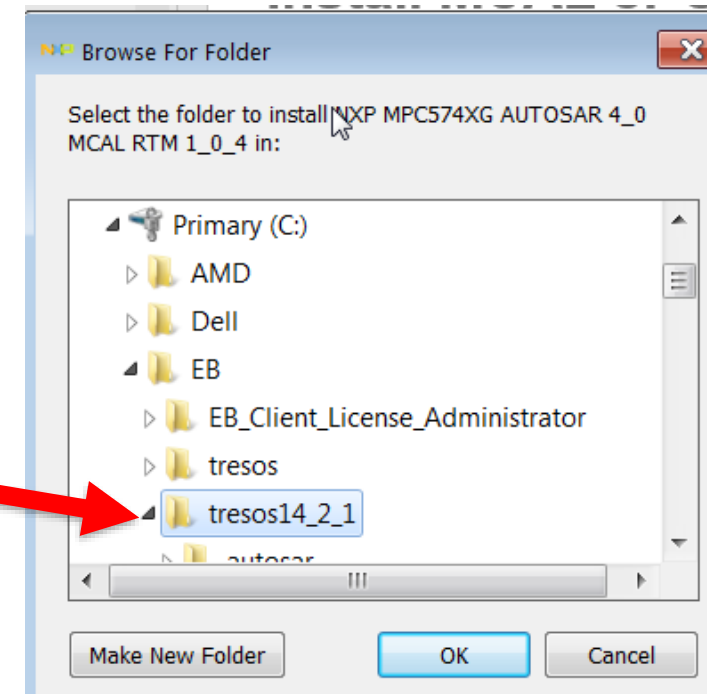 Browse For Folder
Select the folder to install NXP MPC574XG AUTOSAR 4_0
MCAL RTM 1_0_4 in:
Primary (C:)
AMD
Dell
EB
EB_Client_License_Administrator
tresos
tresos14_2_1
autosar
Make New Folder
OK
Cancel